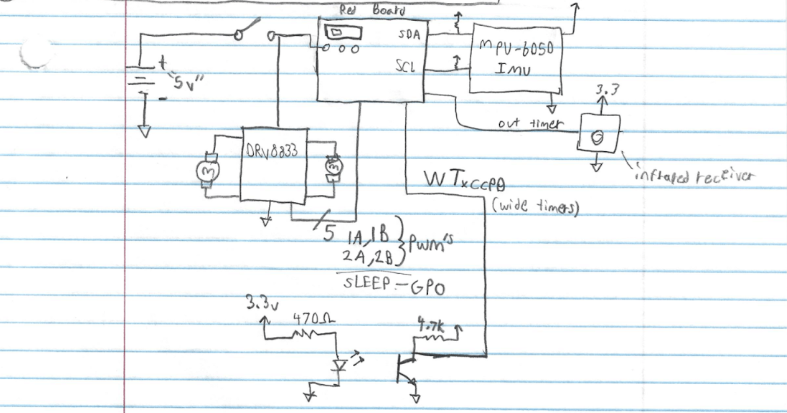 Red Board
SDA
SCL
MPU-6050
IMU
+
"5v"
-
3.3
out timer
infrared receiver
DRV8833
M
M
WTxCCP0
(wide timers)
5
1A, 1B } PWM's
2A, 2B
SLEEP - GPO
3.3v
470Ω
4.7k